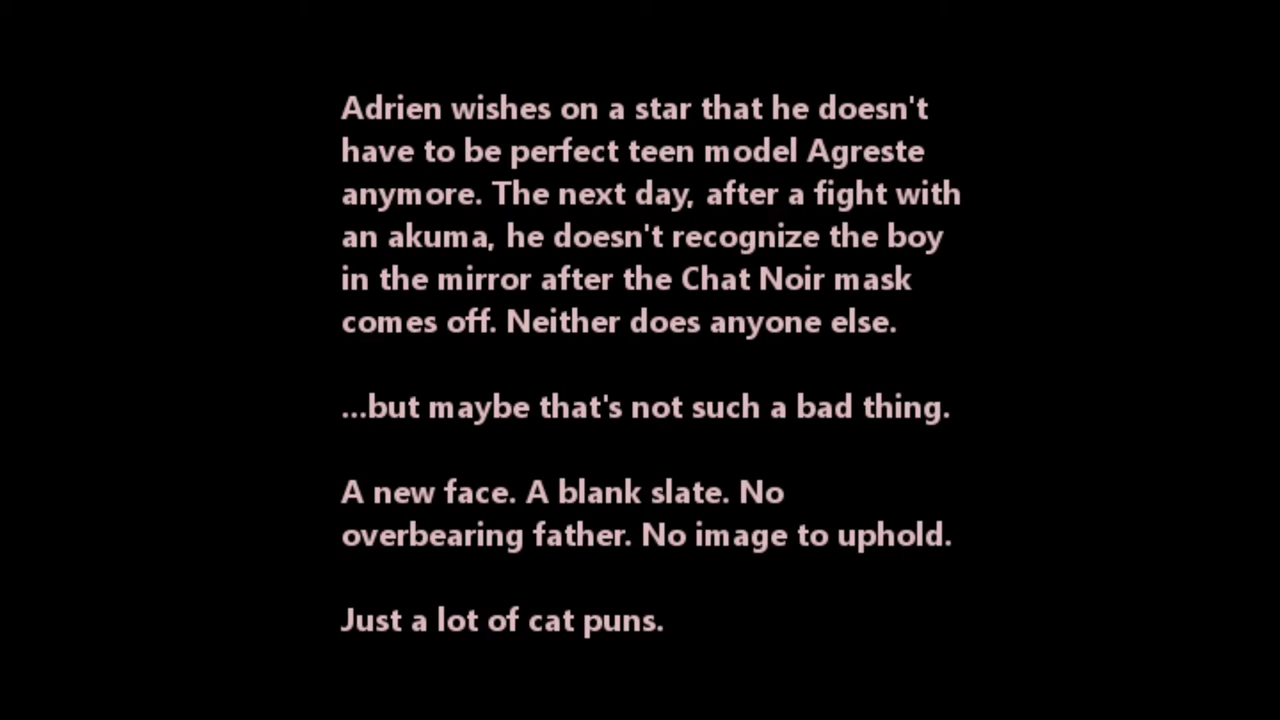 Adrien wishes on a star that he doesn't
have to be perfect teen model Agreste
anymore. The next day, after a fight with
an akuma, he doesn't recognize the boy
in the mirror after the Chat Noir mask
comes off. Neither does anyone else.
...but maybe that's not such a bad thing.
A new face. A blank slate. No
overbearing father. No image to uphold.
Just a lot of cat puns.